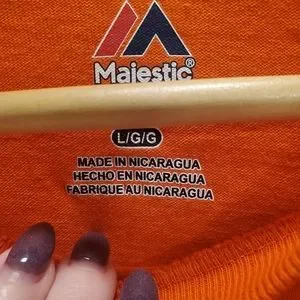 Majestic®
L/G/G
MADE IN NICARAGUA
HECHO EN NICARAGUA
FABRIQUE AU NICARAGUA